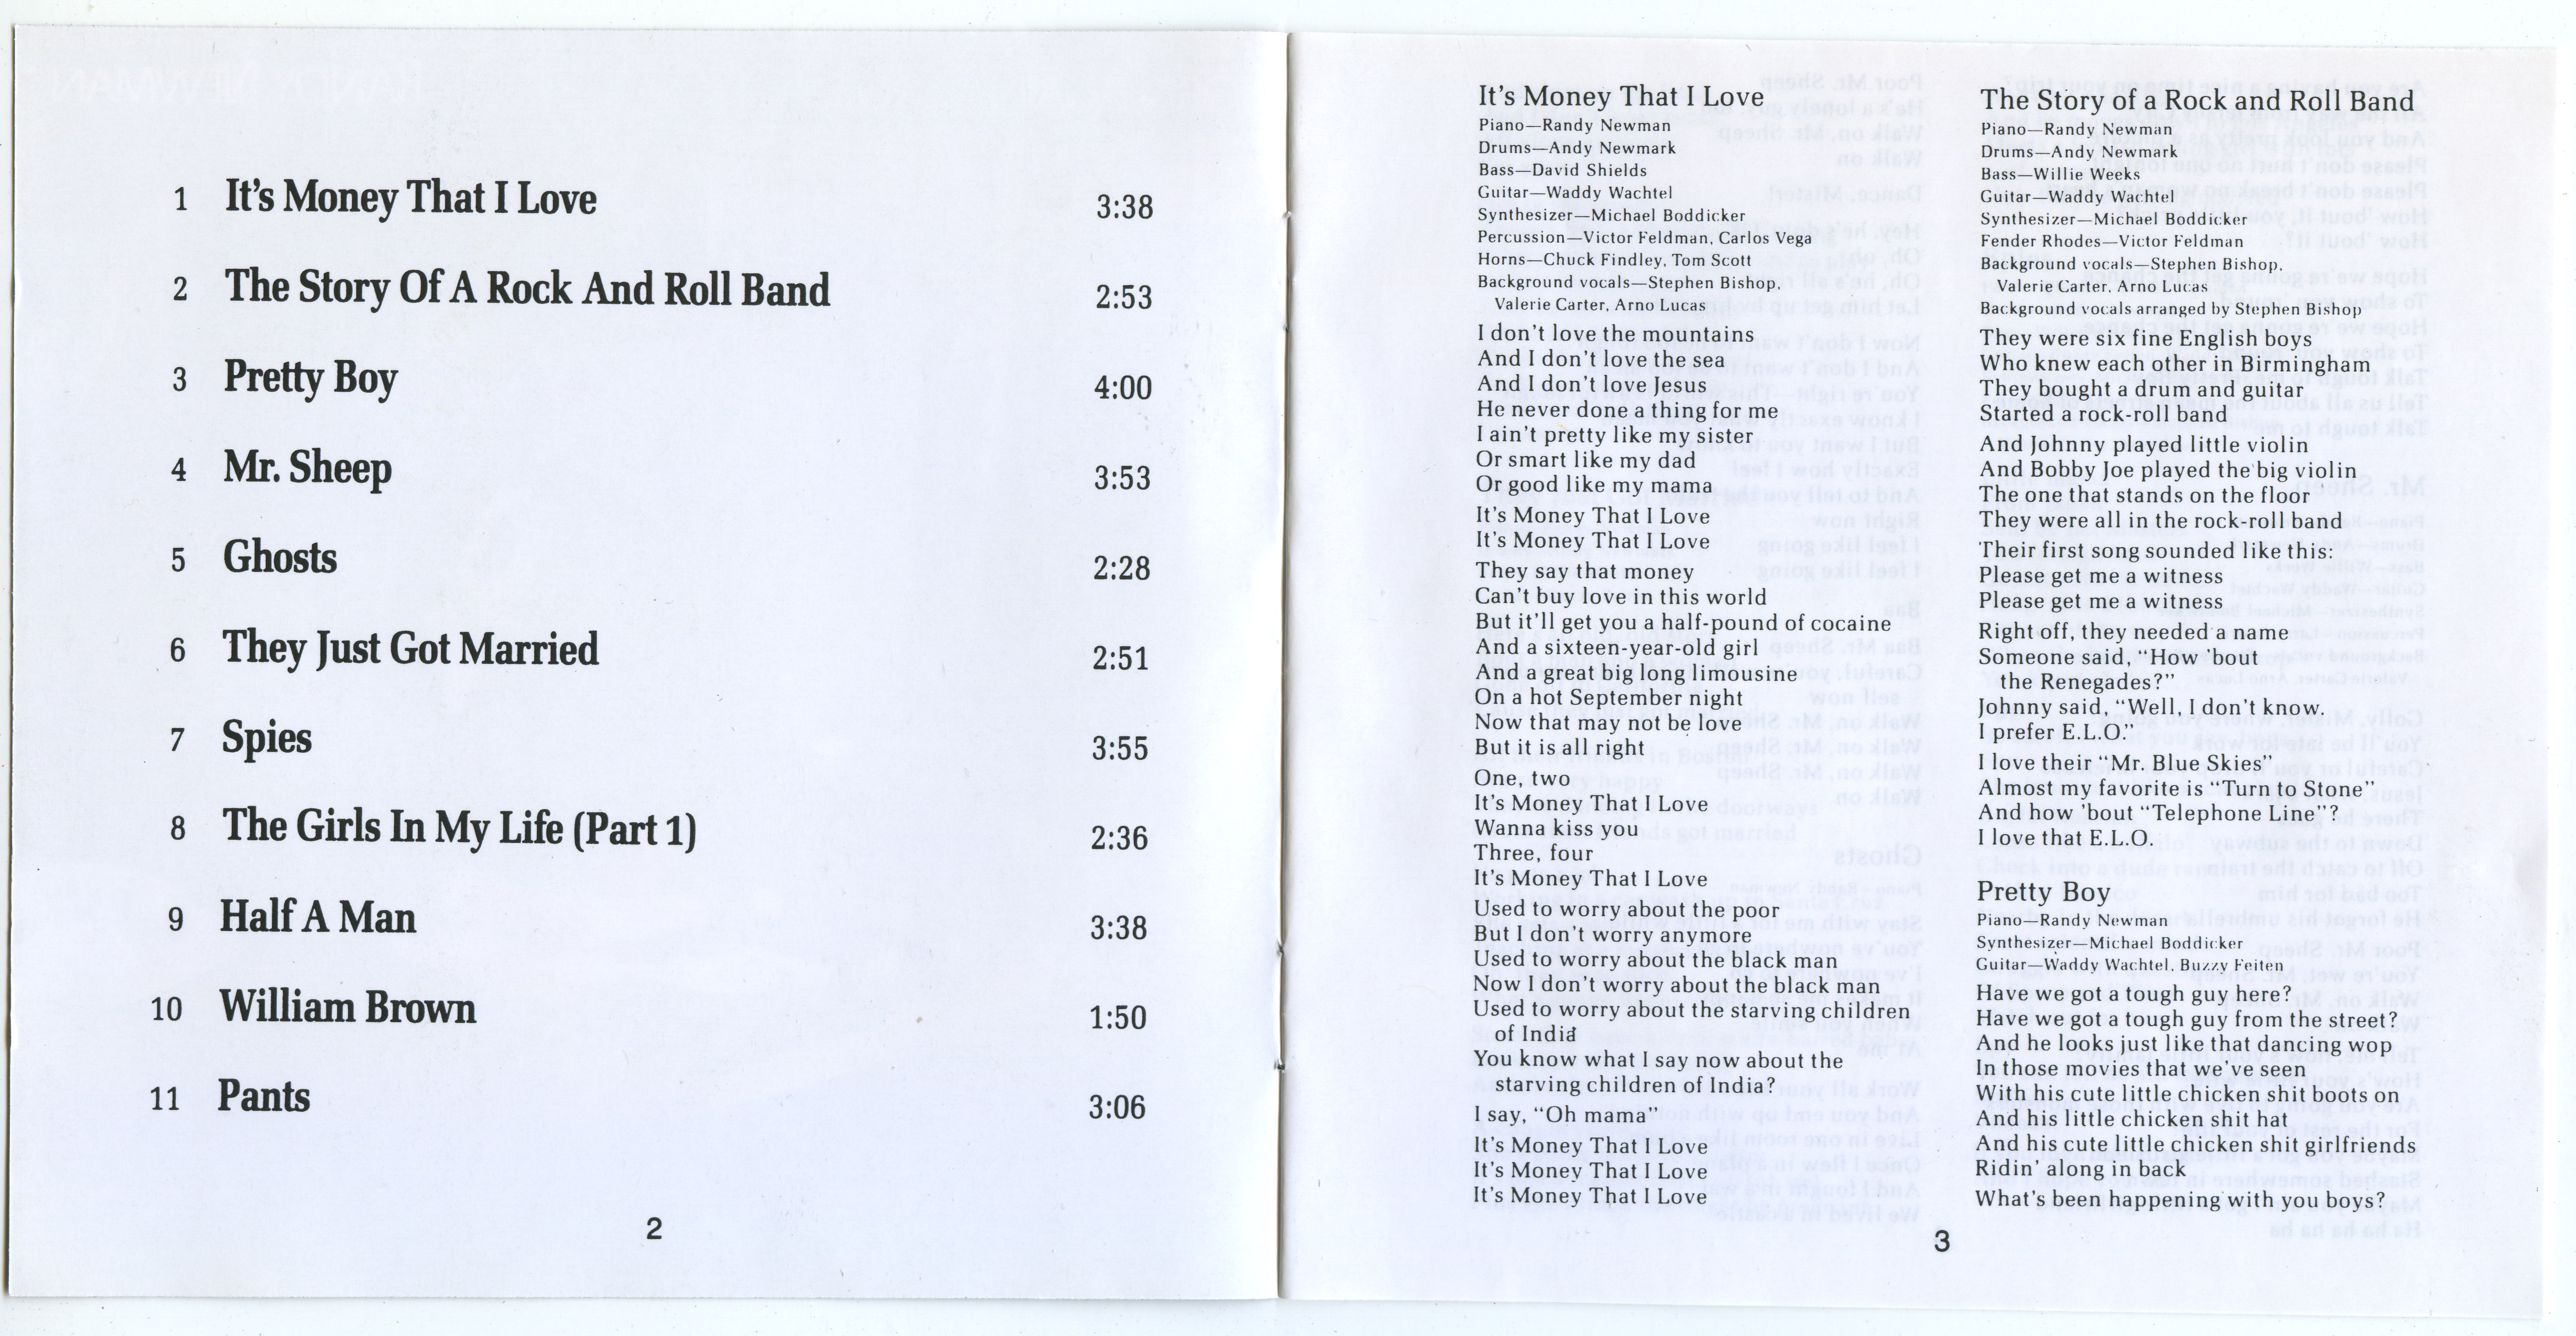 1 It's Money That I Love 3:38
2 The Story Of A Rock And Roll Band 2:53
3 Pretty Boy 4:00
4 Mr. Sheep 3:53
5 Ghosts 2:28
6 They Just Got Married 2:51
7 Spies 3:55
8 The Girls In My Life (Part 1) 2:36
9 Half A Man 3:38
10 William Brown 1:50
11 Pants 3:06
2
It's Money That I Love
Piano—Randy Newman
Drums—Andy Newmark
Bass—David Shields
Guitar—Waddy Wachtel
Synthesizer—Michael Boddicker
Percussion—Victor Feldman, Carlos Vega
Horns—Chuck Findley, Tom Scott
Background vocals—Stephen Bishop,
Valerie Carter, Arno Lucas
I don't love the mountains
And I don't love the sea
And I don't love Jesus
He never done a thing for me
I ain't pretty like my sister
Or smart like my dad
Or good like my mama
It's Money That I Love
It's Money That I Love
They say that money
Can't buy love in this world
But it'll get you a half-pound of cocaine
And a sixteen-year-old girl
And a great big long limousine
On a hot September night
Now that may not be love
But it is all right
One, two
It's Money That I Love
Wanna kiss you
Three, four
It's Money That I Love
Used to worry about the poor
But I don't worry anymore
Used to worry about the black man
Now I don't worry about the black man
Used to worry about the starving children
of India
You know what I say now about the
starving children of India?
I say, "Oh mama"
It's Money That I Love
It's Money That I Love
It's Money That I Love
The Story of a Rock and Roll Band
Piano—Randy Newman
Drums—Andy Newmark
Bass—Willie Weeks
Guitar—Waddy Wachtel
Synthesizer—Michael Boddicker
Fender Rhodes—Victor Feldman
Background vocals—Stephen Bishop,
Valerie Carter, Arno Lucas
Background vocals arranged by Stephen Bishop
They were six fine English boys
Who knew each other in Birmingham
They bought a drum and guitar
Started a rock-roll band
And Johnny played little violin
And Bobby Joe played the big violin
The one that stands on the floor
They were all in the rock-roll band
Their first song sounded like this:
Please get me a witness
Please get me a witness
Right off, they needed a name
Someone said, "How 'bout
the Renegades?"
Johnny said, "Well, I don't know.
I prefer E.L.O."
I love their "Mr. Blue Skies"
Almost my favorite is "Turn to Stone"
And how 'bout "Telephone Line"?
I love that E.L.O.
Pretty Boy
Piano—Randy Newman
Synthesizer—Michael Boddicker
Guitar—Waddy Wachtel, Buzzy Feiten
Have we got a tough guy here?
Have we got a tough guy from the street?
And he looks just like that dancing wop
In those movies that we've seen
With his cute little chicken shit boots on
And his little chicken shit hat
And his cute little chicken shit girlfriends
Ridin' along in back
What's been happening with you boys?
3